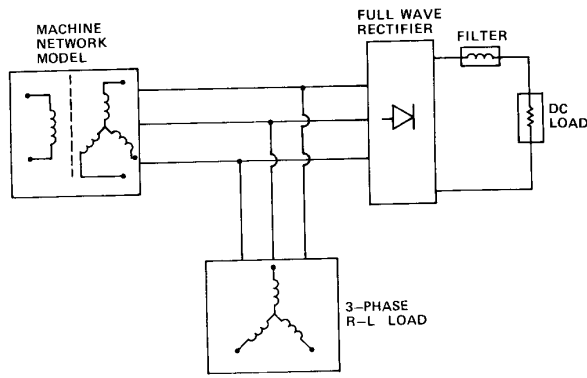 MACHINE
NETWORK
MODEL
FULL WAVE
RECTIFIER
FILTER
DC
LOAD
3-PHASE
R-L LOAD